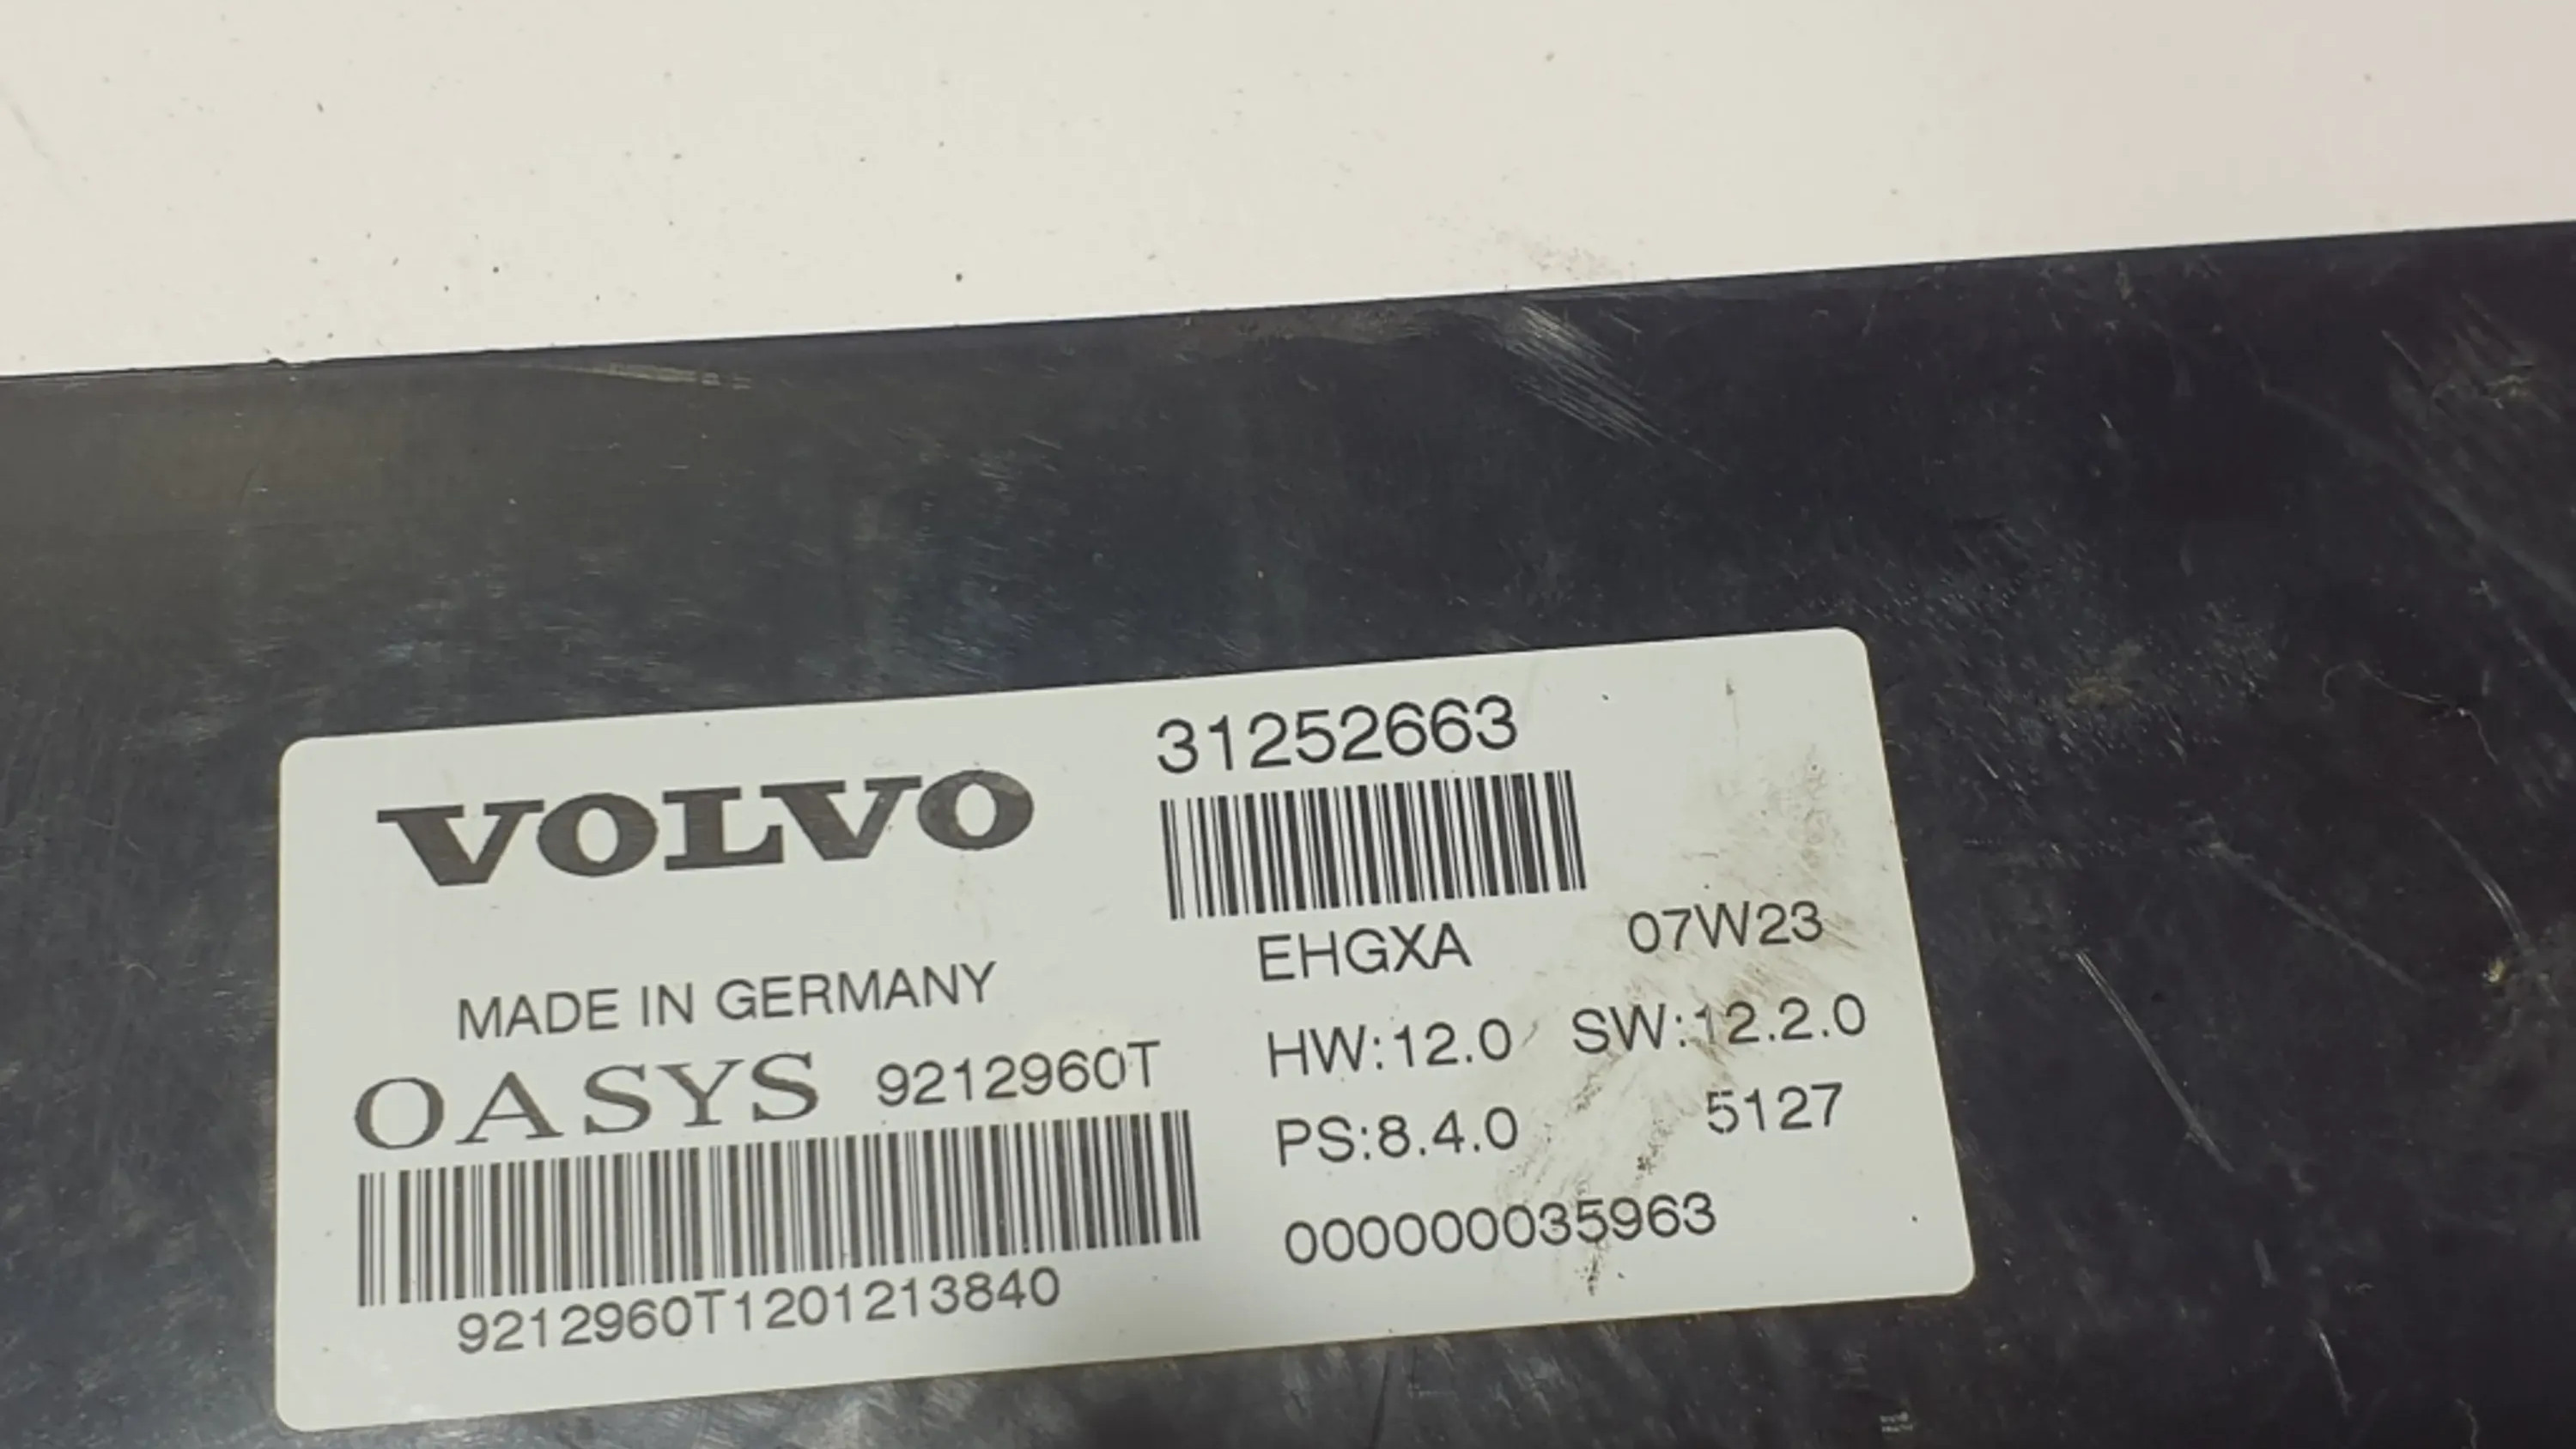 VOLVO
31252663
EHGXA 07W23
MADE IN GERMANY
HW:12.0 SW:12.2.0
OASYS 9212960T
PS:8.4.0 5127
9212960T1201213840
000000035963